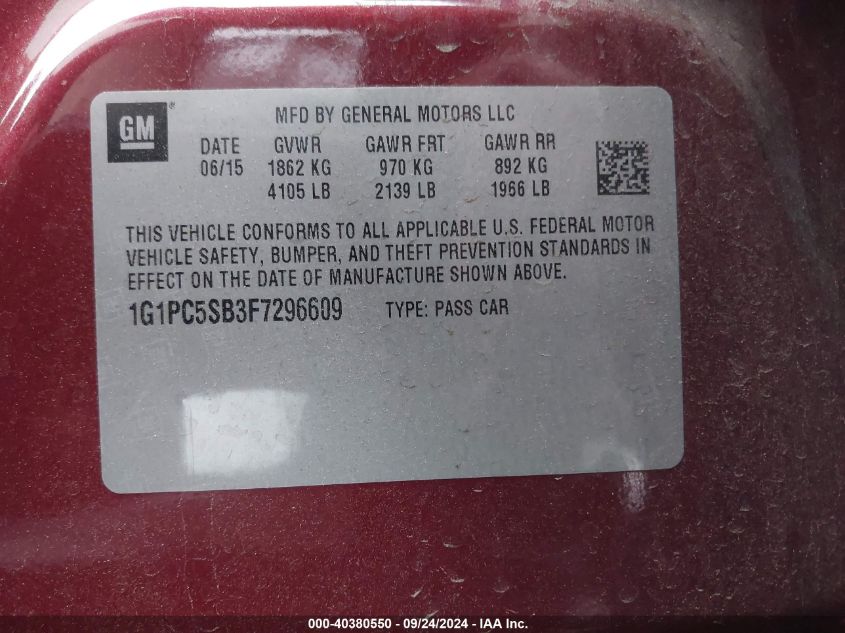 GM®
MFD BY GENERAL MOTORS LLC
DATE GVWR GAWR FRT GAWR RR
06/15 1862 KG 970 KG 892 KG
4105 LB 2139 LB 1966 LB
THIS VEHICLE CONFORMS TO ALL APPLICABLE U.S. FEDERAL MOTOR
VEHICLE SAFETY, BUMPER, AND THEFT PREVENTION STANDARDS IN
EFFECT ON THE DATE OF MANUFACTURE SHOWN ABOVE.
1G1PC5SB3F7296609 TYPE: PASS CAR
000-40380550 - 09/24/2024 - IAA Inc.